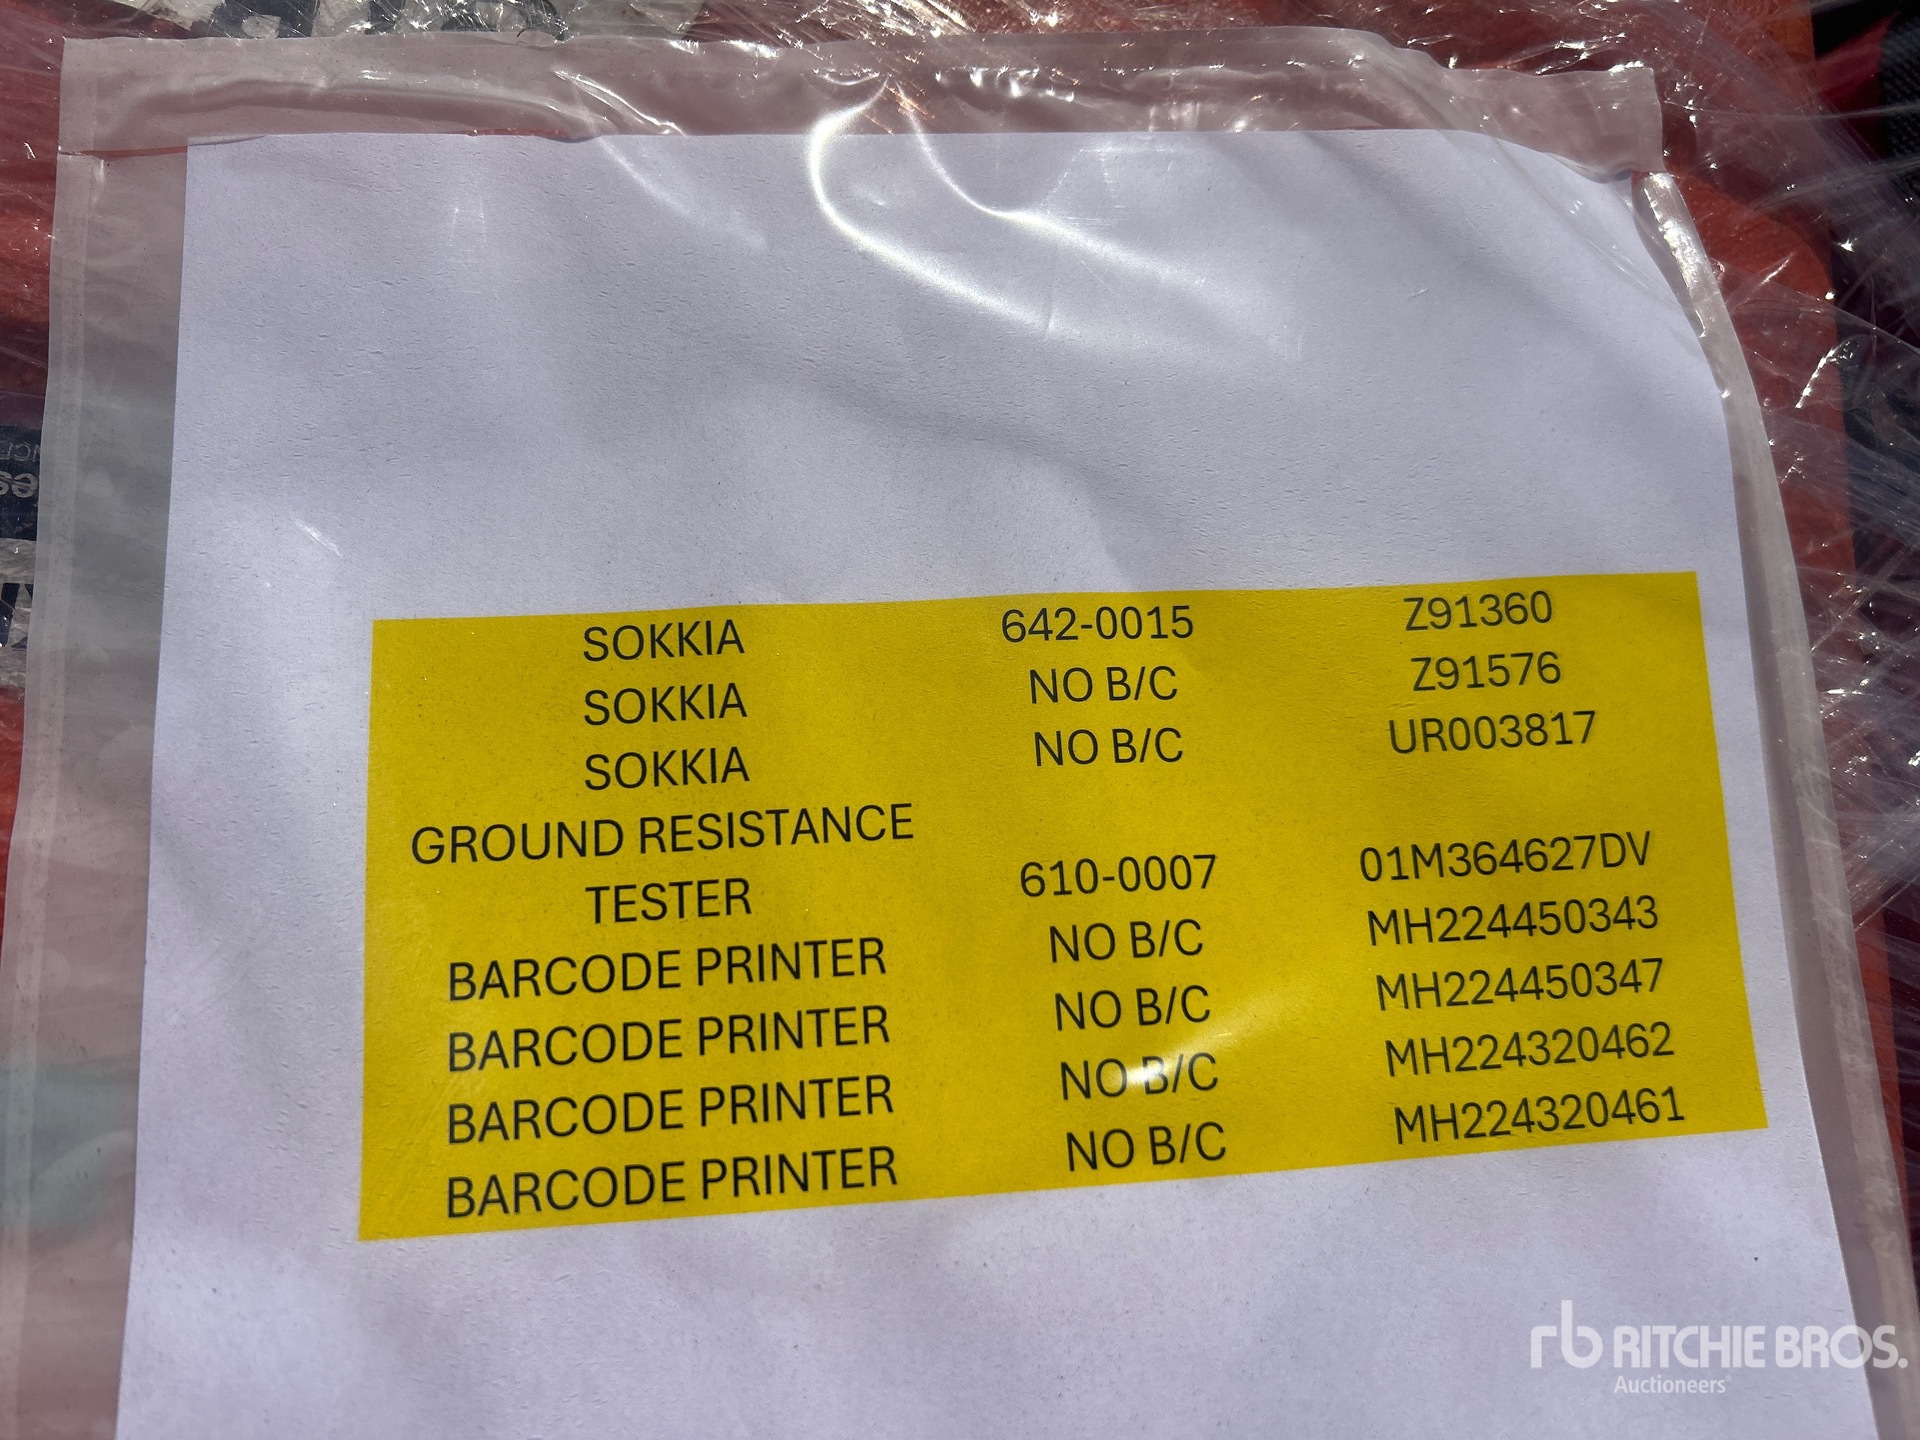 SOKKIA 642-0015 Z91360
SOKKIA NO B/C Z91576
SOKKIA NO B/C UR003817
GROUND RESISTANCE
TESTER 610-0007 01M364627DV
BARCODE PRINTER NO B/C MH224450343
BARCODE PRINTER NO B/C MH224450347
BARCODE PRINTER NO B/C MH224320462
BARCODE PRINTER NO B/C MH224320461
rb RITCHIE BROS.
Auctioneers